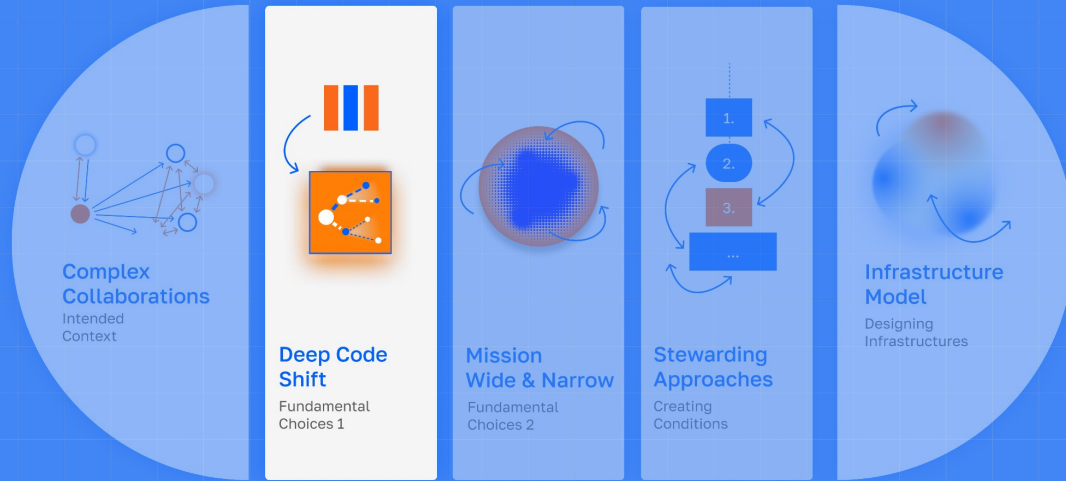 Complex
Collaborations
Intended
Context
Deep Code
Shift
Fundamental
Choices 1
Mission
Wide & Narrow
Fundamental
Choices 2
1.
2.
3.
...
Stewarding
Approaches
Creating
Conditions
Infrastructure
Model
Designing
Infrastructures